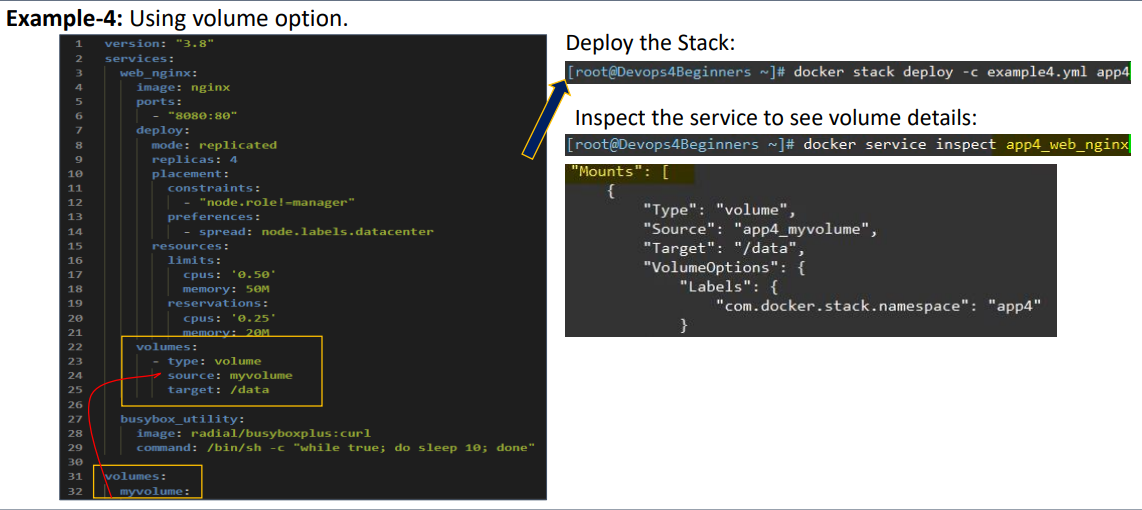 Example-4: Using volume option.
1 version: "3.8"
2 services:
3 web_nginx:
4 image: nginx
5 ports:
6 - "8080:80"
7 deploy:
8 mode: replicated
9 replicas: 4
10 placement:
11 constraints:
12 - "node.role!=manager"
13 preferences:
14 - spread: node.labels.datacenter
15 resources:
16 limits:
17 cpus: '0.50'
18 memory: 50M
19 reservations:
20 cpus: '0.25'
21 memory: 20M
22 volumes:
23 - type: volume
24 source: myvolume
25 target: /data
26
27 busybox_utility:
28 image: radial/busyboxplus:curl
29 command: /bin/sh -c "while true; do sleep 10; done"
30
31 volumes:
32 myvolume:
Deploy the Stack:
[root@Devops4Beginners ~]# docker stack deploy -c example4.yml app4
Inspect the service to see volume details:
[root@Devops4Beginners ~]# docker service inspect app4_web_nginx
"Mounts": [
{
"Type": "volume",
"Source": "app4_myvolume",
"Target": "/data",
"VolumeOptions": {
"Labels": {
"com.docker.stack.namespace": "app4"
}